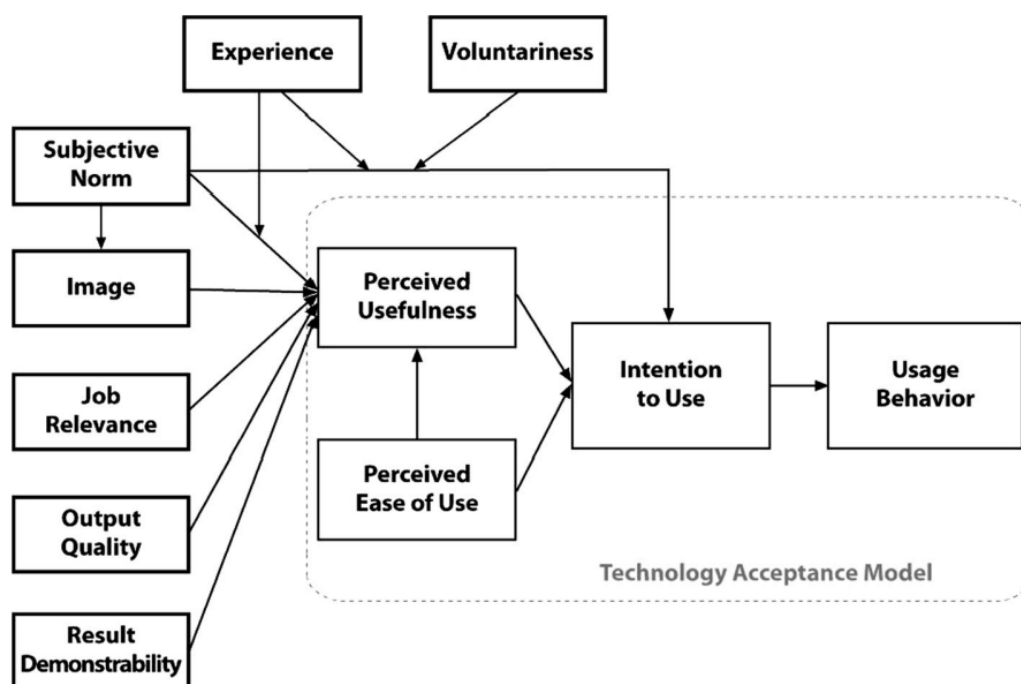 Experience
Voluntariness
Subjective
Norm
Image
Perceived
Usefulness
Job
Relevance
Intention
to Use
Usage
Behavior
Perceived
Ease of Use
Output
Quality
Technology Acceptance Model
Result
Demonstrability